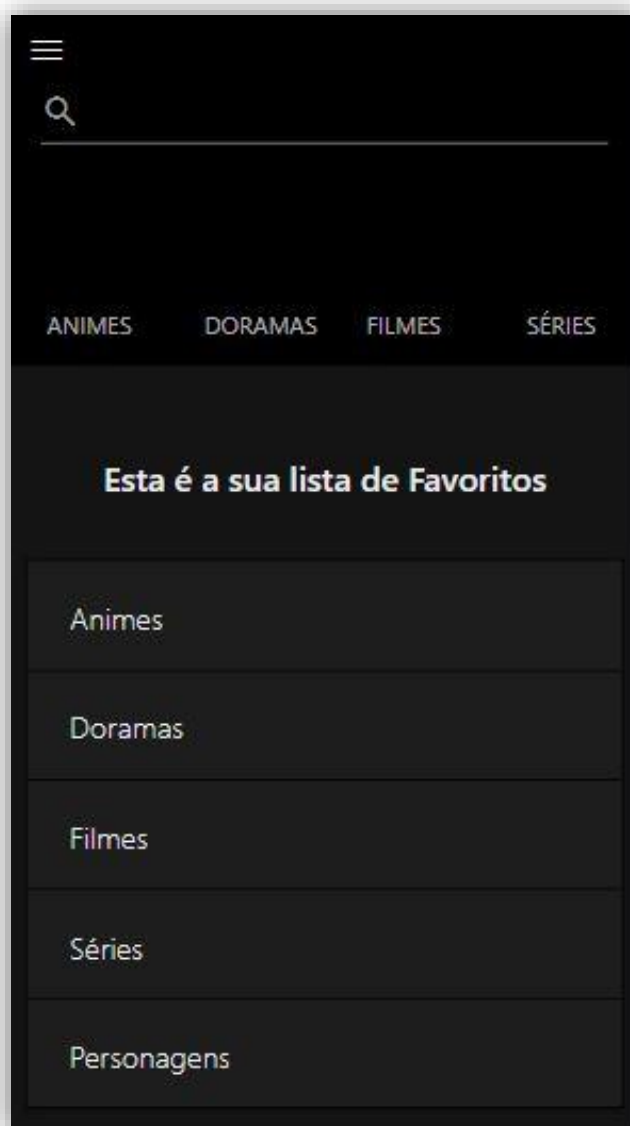 ANIMES DORAMAS FILMES SÉRIES
Esta é a sua lista de Favoritos
Animes
Doramas
Filmes
Séries
Personagens